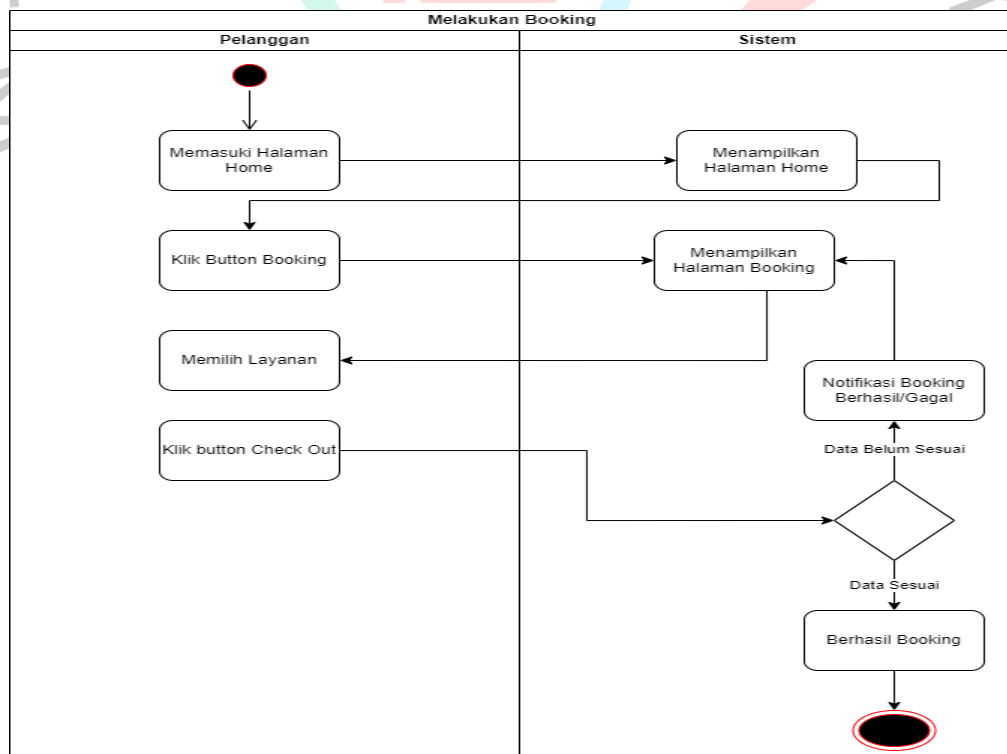 Melakukan Booking
Pelanggan
Sistem
Memasuki Halaman
Home
Menampilkan
Halaman Home
Klik Button Booking
Menampilkan
Halaman Booking
Memilih Layanan
Notifikasi Booking
Berhasil/Gagal
Klik button Check Out
Data Belum Sesuai
Data Sesuai
Berhasil Booking